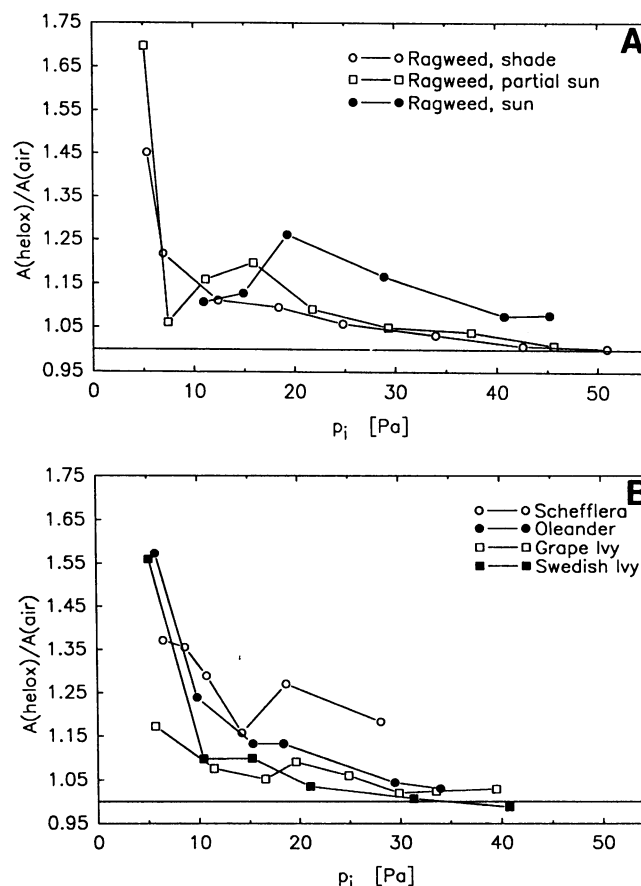 A
1.75
1.65
1.55
1.45
1.35
1.25
1.15
1.05
0.95
A(helox)/A(air)
Ragweed, shade
Ragweed, partial sun
Ragweed, sun
0 10 20 30 40 50
pi [Pa]
B
1.75
1.65
1.55
1.45
1.35
1.25
1.15
1.05
0.95
A(helox)/A(air)
Schefflera
Oleander
Grape Ivy
Swedish Ivy
0 10 20 30 40 50
pi [Pa]